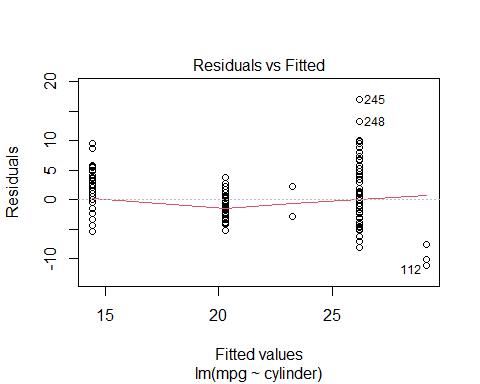 Residuals vs Fitted
20
10
5
0
-10
Residuals
245
248
112
15
20
25
Fitted values
lm(mpg ~ cylinder)